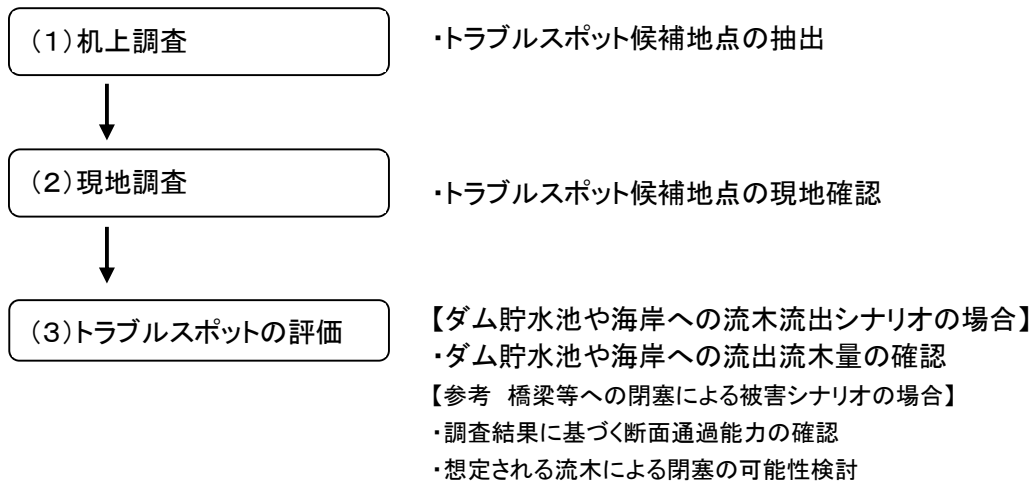 (1)机上調査
・トラブルスポット候補地点の抽出
(2)現地調査
・トラブルスポット候補地点の現地確認
(3)トラブルスポットの評価
【ダム貯水池や海岸への流木流出シナリオの場合】
・ダム貯水池や海岸への流出流木量の確認
【参考 橋梁等への閉塞による被害シナリオの場合】
・調査結果に基づく断面通過能力の確認
・想定される流木による閉塞の可能性検討